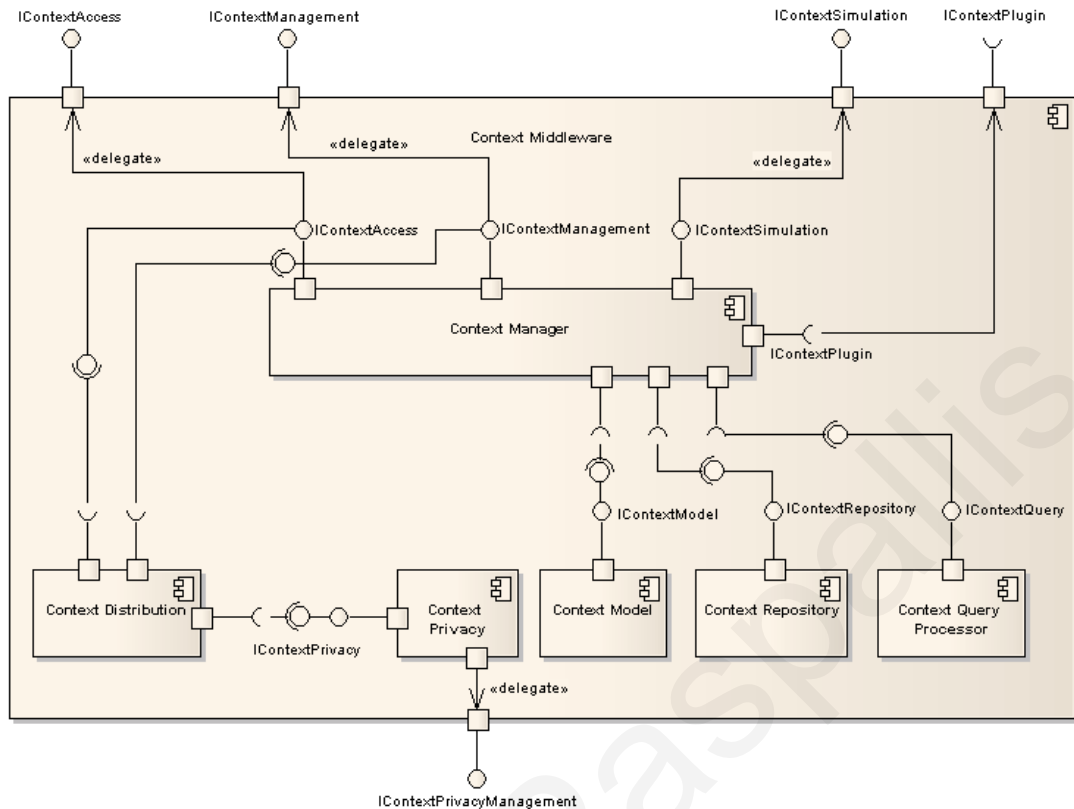 IContextAccess
IContextManagement
IContextSimulation
IContextPlugin
Context Middleware
«delegate»
«delegate»
«delegate»
IContextAccess
IContextManagement
IContextSimulation
Context Manager
IContextPlugin
IContextModel
IContextRepository
IContextQuery
Context Distribution
Context
Privacy
Context Model
Context Repository
Context Query
Processor
IContextPrivacy
«delegate»
IContextPrivacyManagement
Paspallis